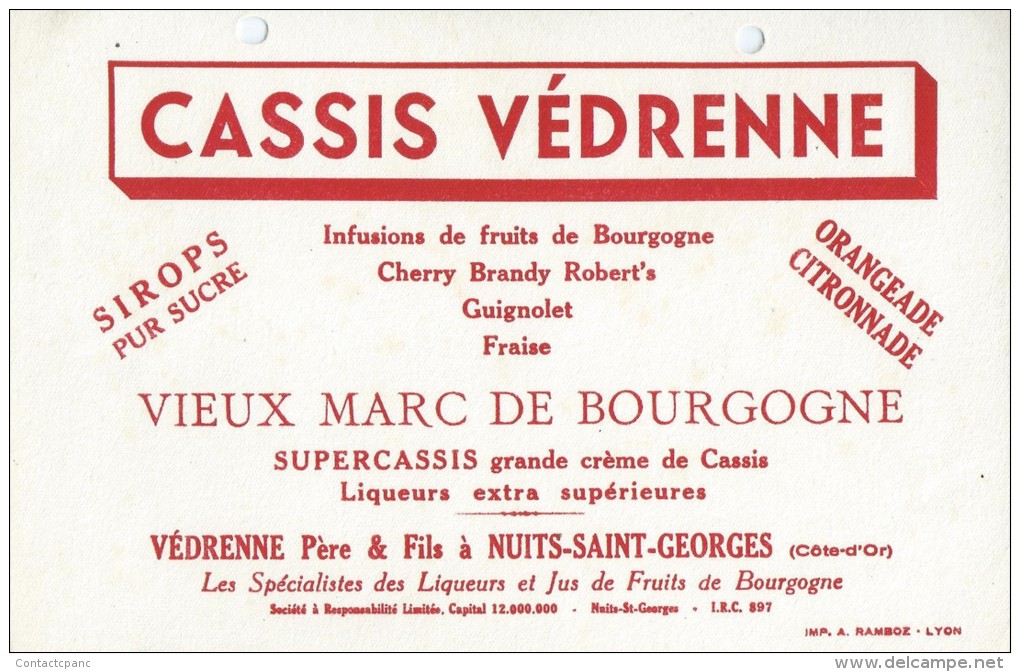 CASSIS VÉDRENNE
SIROPS
PUR SUCRE
Infusions de fruits de Bourgogne
Cherry Brandy Robert's
Guignolet
Fraise
ORANGEADE
CITRONNADE
VIEUX MARC DE BOURGOGNE
SUPERCASSIS grande crème de Cassis
Liqueurs extra supérieures
VÉDRENNE Père & Fils à NUITS-SAINT-GEORGES (Côte-d'Or)
Les Spécialistes des Liqueurs et Jus de Fruits de Bourgogne
Société à Responsabilité Limitée, Capital 12.000.000 - Nuits-St-Georges - I.R.C. 897
IMP. A. RAMBOZ - LYON
Contactcpanc
www.delcampe.net